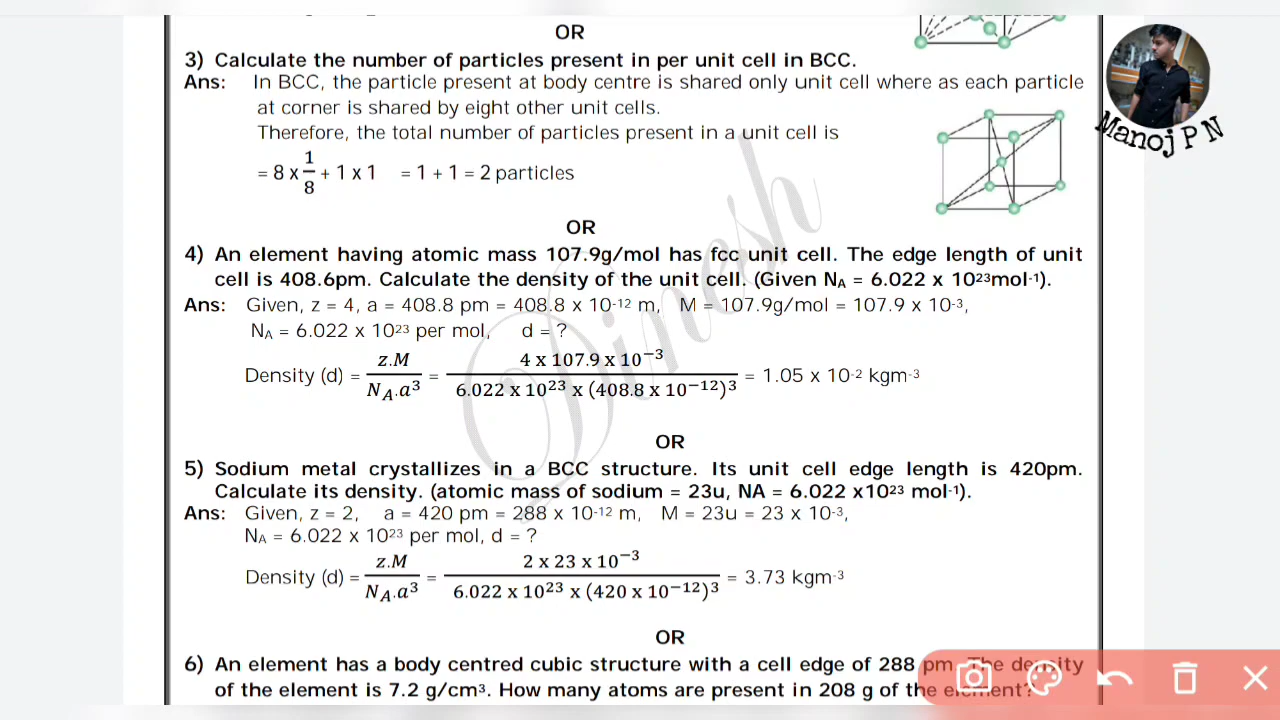 OR
3) Calculate the number of particles present in per unit cell in BCC.
Ans: In BCC, the particle present at body centre is shared only unit cell where as each particle
at corner is shared by eight other unit cells.
Therefore, the total number of particles present in a unit cell is
= 8 x 1/8 + 1 x 1 = 1 + 1 = 2 particles
Manoj P N
OR
4) An element having atomic mass 107.9g/mol has fcc unit cell. The edge length of unit
cell is 408.6pm. Calculate the density of the unit cell. (Given NA = 6.022 x 10²³mol⁻¹).
Ans: Given, z = 4, a = 408.8 pm = 408.8 x 10⁻¹² m, M = 107.9g/mol = 107.9 x 10⁻³,
NA = 6.022 x 10²³ per mol, d = ?
Density (d) = z.M / NA.a³ = 4 x 107.9 x 10⁻³ / 6.022 x 10²³ x (408.8 x 10⁻¹²)³ = 1.05 x 10⁻² kgm⁻³
Dinesh
OR
5) Sodium metal crystallizes in a BCC structure. Its unit cell edge length is 420pm.
Calculate its density. (atomic mass of sodium = 23u, NA = 6.022 x10²³ mol⁻¹).
Ans: Given, z = 2, a = 420 pm = 288 x 10⁻¹² m, M = 23u = 23 x 10⁻³,
NA = 6.022 x 10²³ per mol, d = ?
Density (d) = z.M / NA.a³ = 2 x 23 x 10⁻³ / 6.022 x 10²³ x (420 x 10⁻¹²)³ = 3.73 kgm⁻³
OR
6) An element has a body centred cubic structure with a cell edge of 288 pm. The density
of the element is 7.2 g/cm³. How many atoms are present in 208 g of the element?